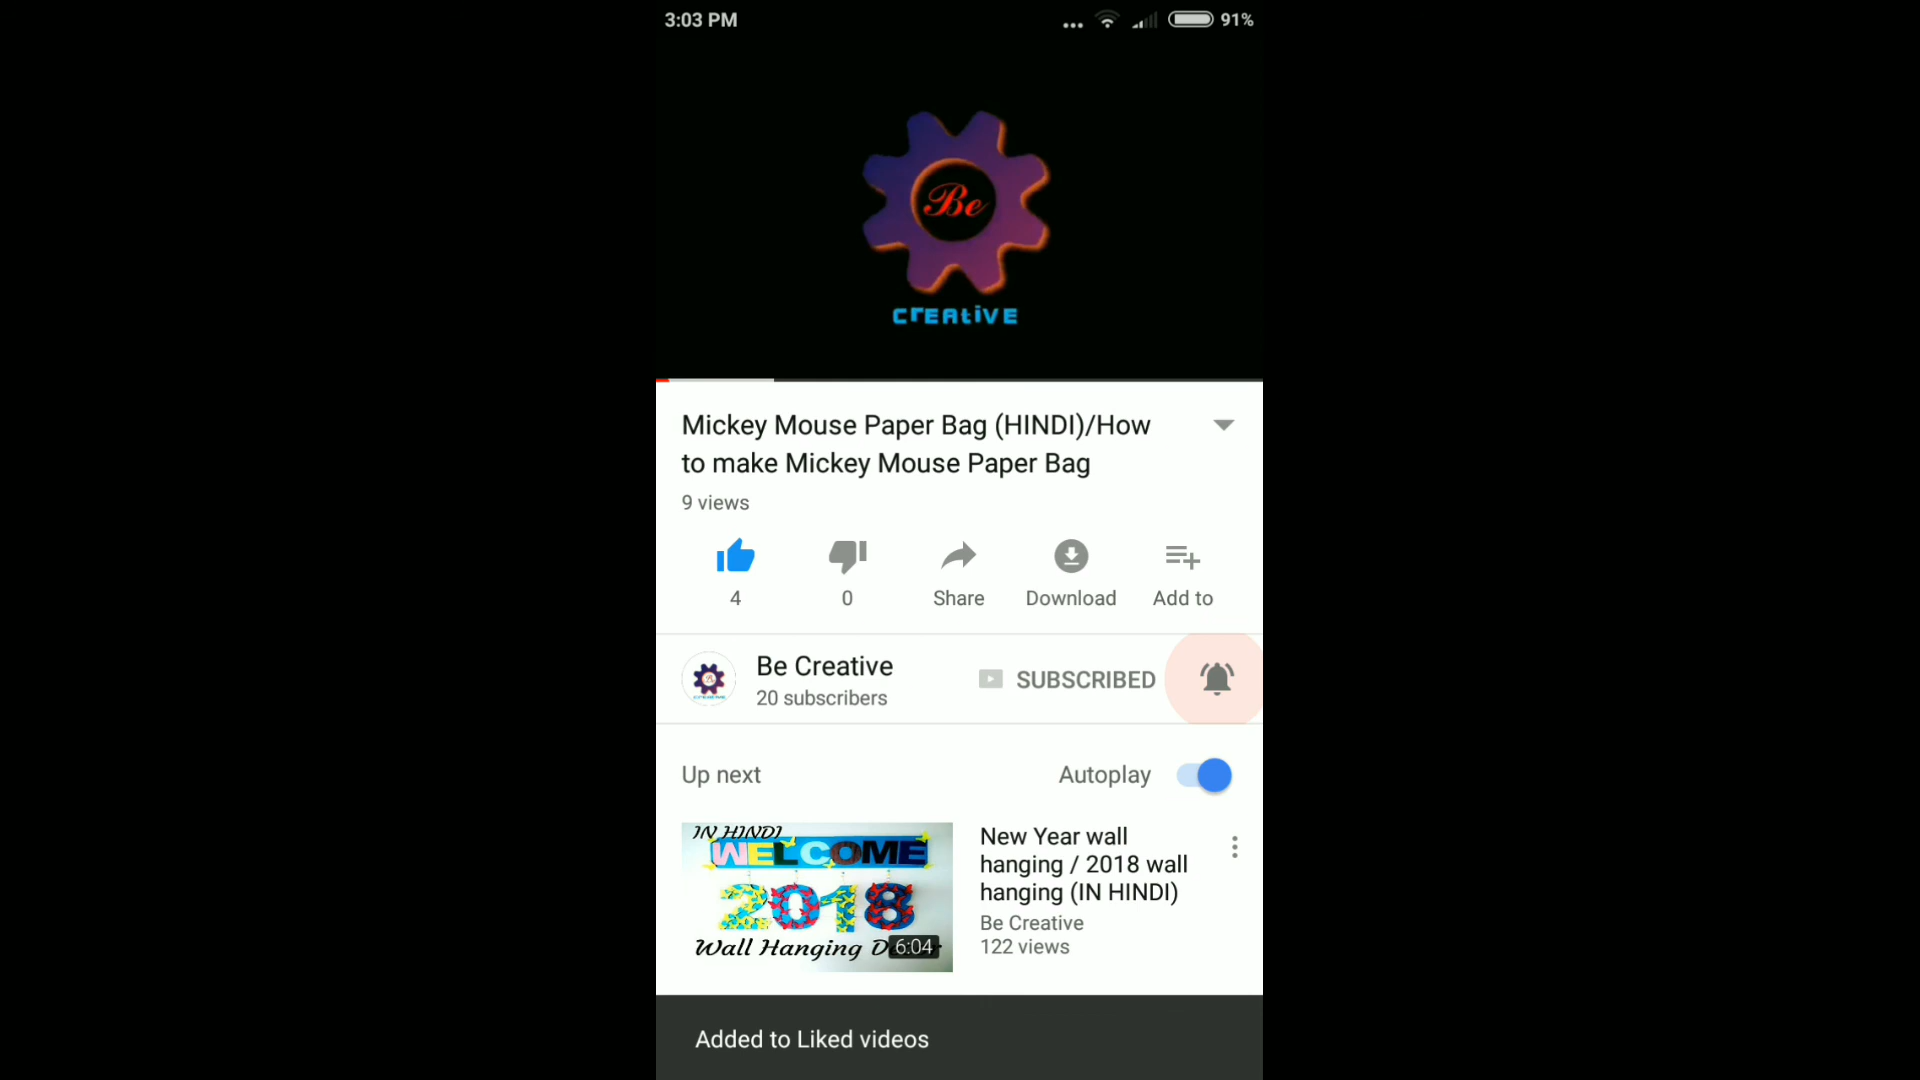 3:03 PM
91%
Be
CREAtiVE
Mickey Mouse Paper Bag (HINDI)/How
to make Mickey Mouse Paper Bag
9 views
4
0
Share
Download
Add to
Be Creative
20 subscribers
SUBSCRIBED
Up next
Autoplay
IN HINDI
WELCOME
2018
Wall Hanging
6:04
New Year wall
hanging / 2018 wall
hanging (IN HINDI)
Be Creative
122 views
Added to Liked videos